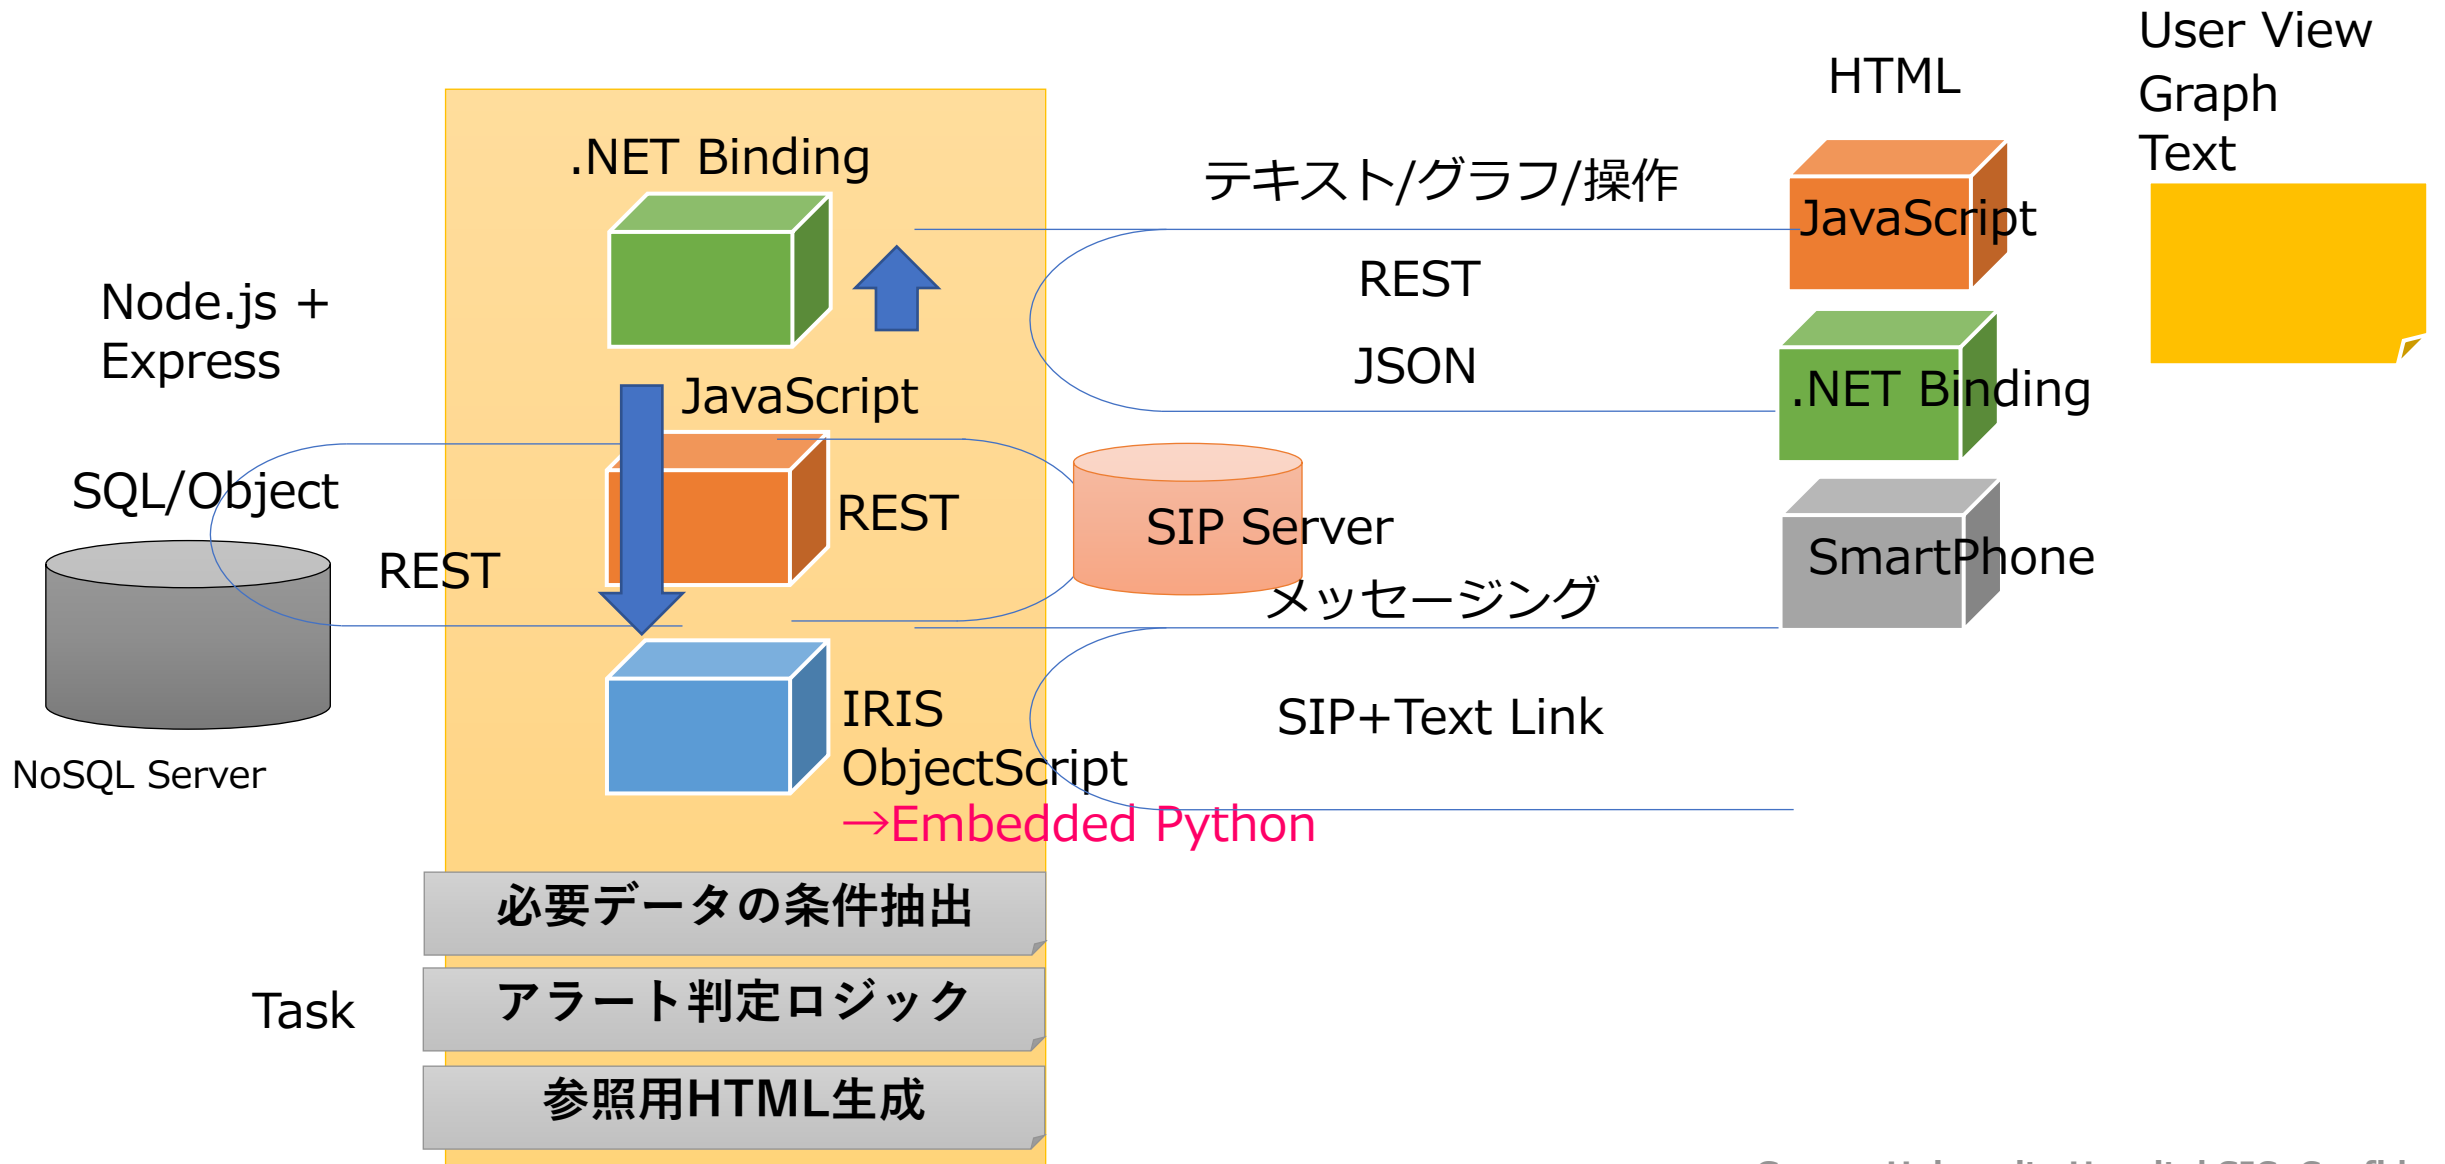 User View
Graph
Text
HTML
.NET Binding
テキスト/グラフ/操作
JavaScript
REST
JSON
Node.js +
Express
JavaScript
.NET Binding
SQL/Object
REST
REST
SIP Server
SmartPhone
メッセージング
IRIS
ObjectScript
→Embedded Python
SIP+Text Link
NoSQL Server
必要データの条件抽出
Task
アラート判定ロジック
参照用HTML生成